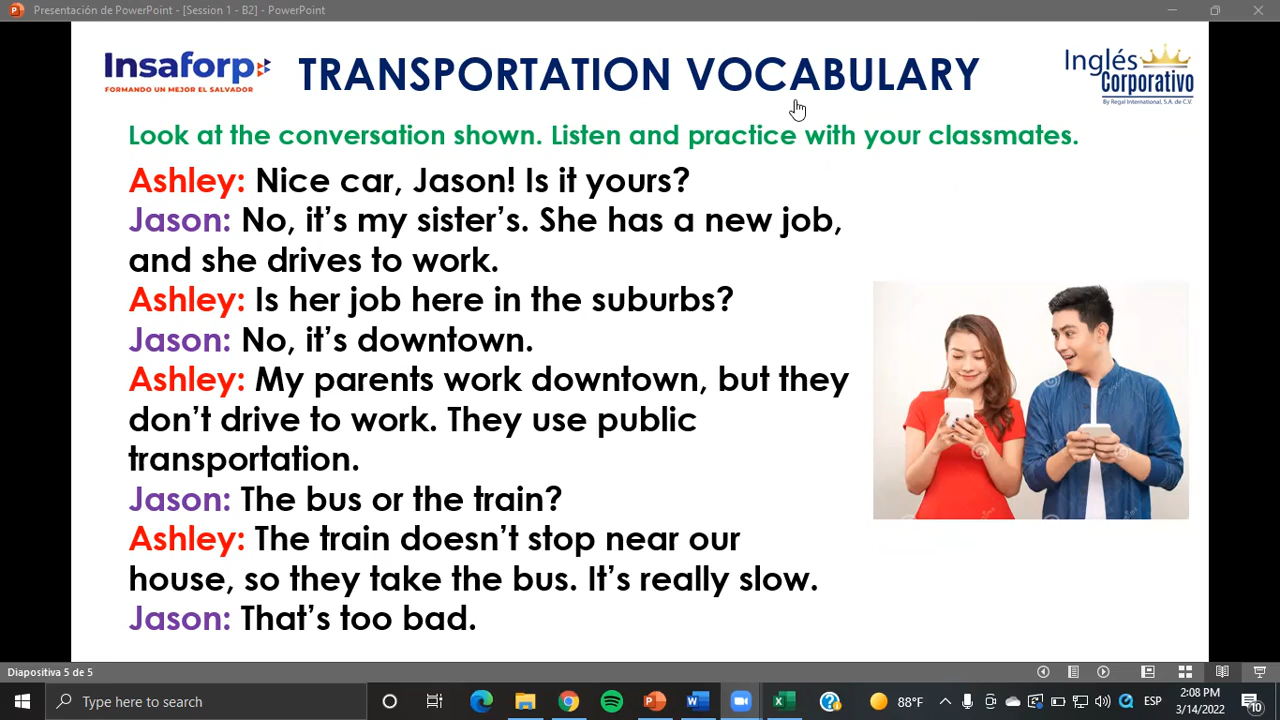 Presentación de PowerPoint - [Session 1 - B2] - PowerPoint
Insaforp
FORMANDO UN MEJOR EL SALVADOR
TRANSPORTATION VOCABULARY
Inglés
Corporativo
By Regal International, S.A. de C.V.
Look at the conversation shown. Listen and practice with your classmates.
Ashley: Nice car, Jason! Is it yours?
Jason: No, it’s my sister’s. She has a new job,
and she drives to work.
Ashley: Is her job here in the suburbs?
Jason: No, it’s downtown.
Ashley: My parents work downtown, but they
don’t drive to work. They use public
transportation.
Jason: The bus or the train?
Ashley: The train doesn’t stop near our
house, so they take the bus. It’s really slow.
Jason: That’s too bad.
dreamstime
Diapositiva 5 de 5
Type here to search
88°F
ESP
2:08 PM
3/14/2022
10